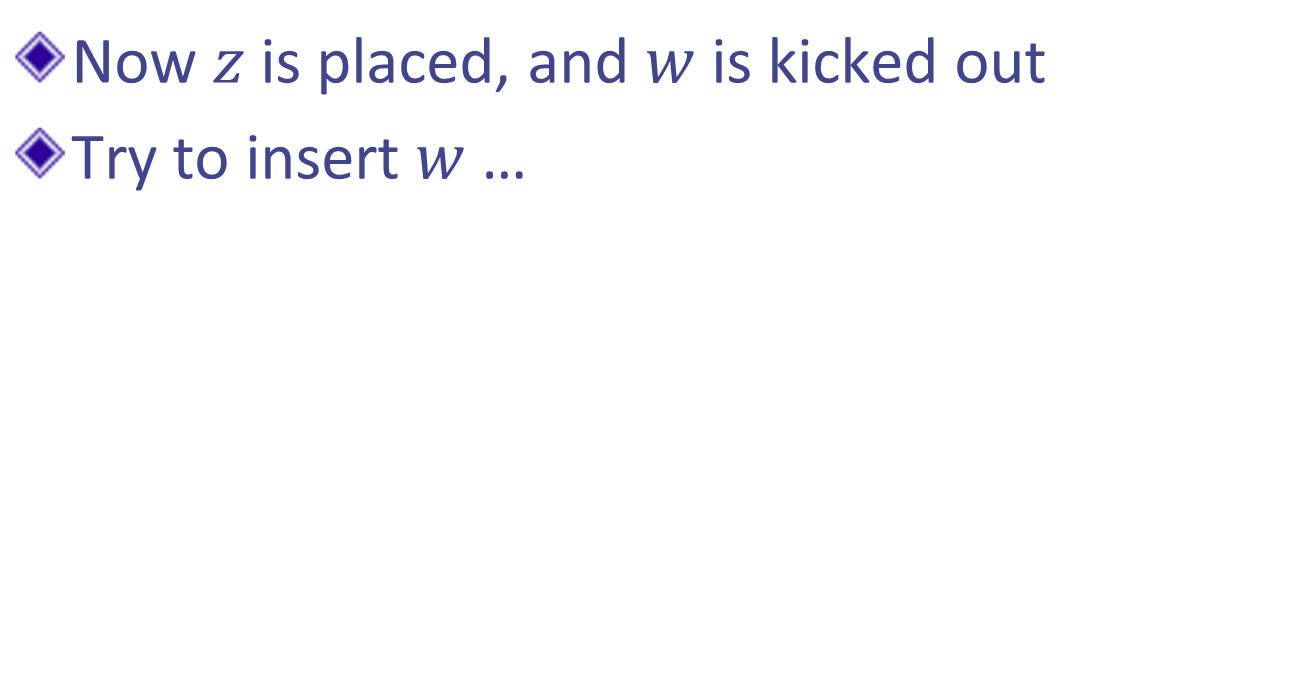 Now z is placed, and w is kicked out
Try to insert w ...